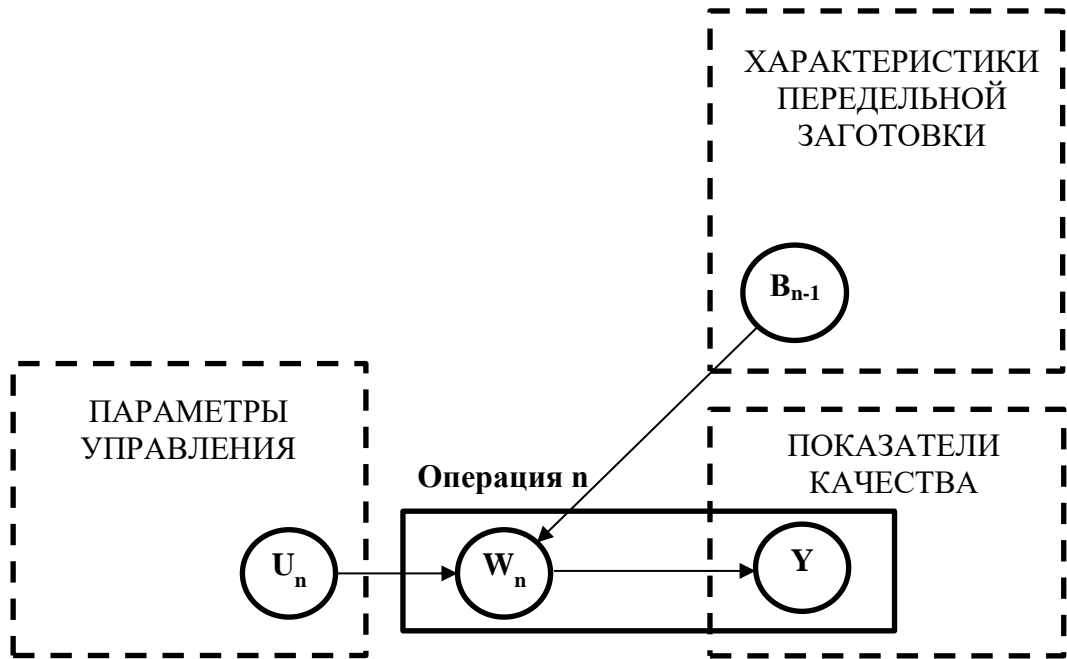 ХАРАКТЕРИСТИКИ
ПЕРЕДЕЛЬНОЙ
ЗАГОТОВКИ
Bn-1
ПАРАМЕТРЫ
УПРАВЛЕНИЯ
ПОКАЗАТЕЛИ
КАЧЕСТВА
Операция n
Un
Wn
Y